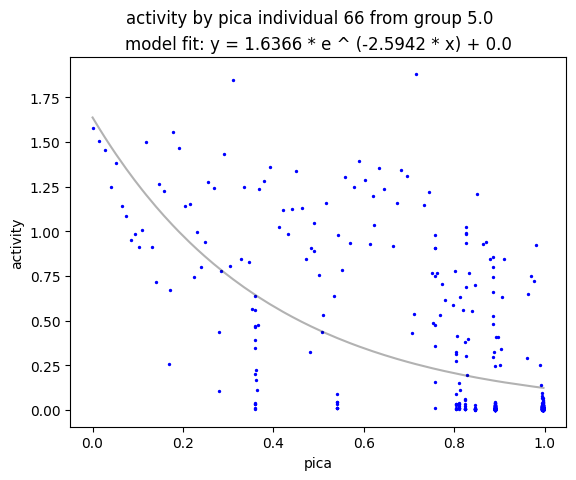 activity by pica individual 66 from group 5.0
model fit: y = 1.6366 * e ^ (-2.5942 * x) + 0.0
1.75
1.50
1.25
1.00
0.75
0.50
0.25
0.00
activity
0.0 0.2 0.4 0.6 0.8 1.0
pica